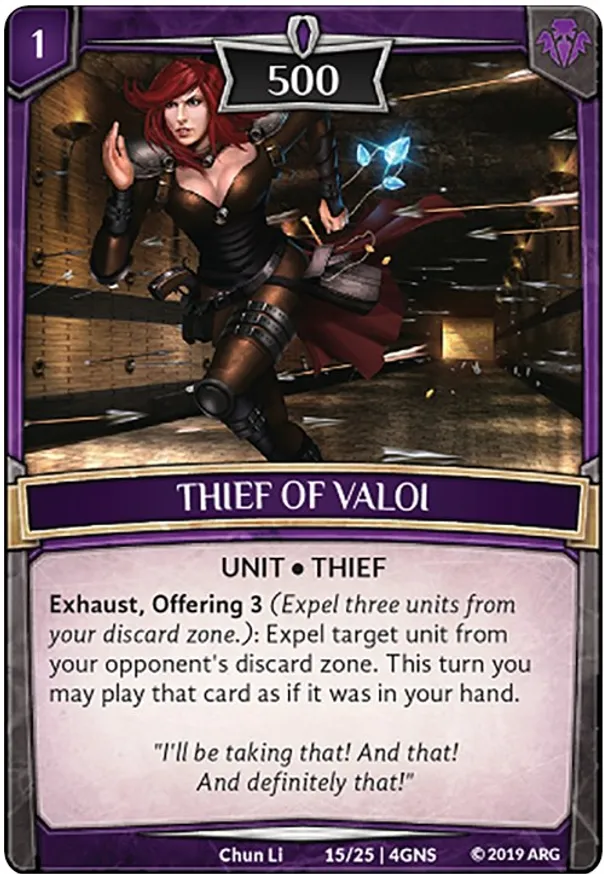 1
500
THIEF OF VALOI
UNIT • THIEF
Exhaust, Offering 3 (Expel three units from
your discard zone.): Expel target unit from
your opponent's discard zone. This turn you
may play that card as if it was in your hand.
"I'll be taking that! And that!
And definitely that!"
Chun Li 15/25 | 4GNS © 2019 ARG